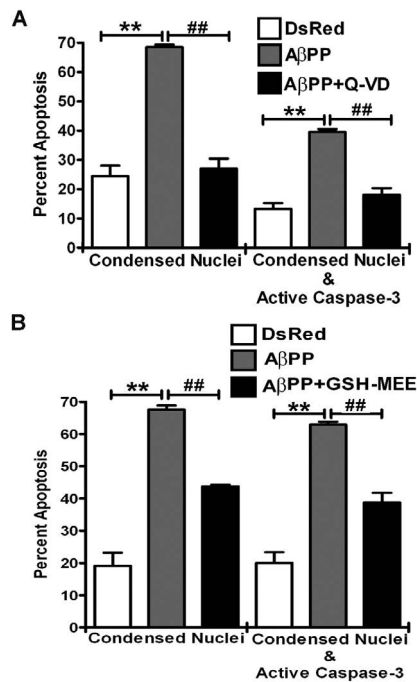 A
DsRed
AβPP
AβPP+Q-VD
** ##
** ##
Percent Apoptosis
70
60
50
40
30
20
10
0
Condensed Nuclei
Condensed Nuclei
&
Active Caspase-3
B
DsRed
AβPP
AβPP+GSH-MEE
** ##
** ##
Percent Apoptosis
70
60
50
40
30
20
10
0
Condensed Nuclei
Condensed Nuclei
&
Active Caspase-3